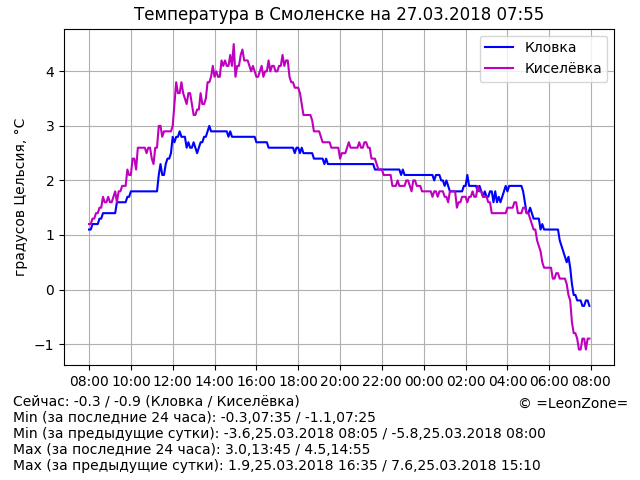 Температура в Смоленске на 27.03.2018 07:55
Кловка
Киселёвка
градусов Цельсия, °C
4
3
2
1
0
−1
08:00 10:00 12:00 14:00 16:00 18:00 20:00 22:00 00:00 02:00 04:00 06:00 08:00
Сейчас: -0.3 / -0.9 (Кловка / Киселёвка)
© =LeonZone=
Min (за последние 24 часа): -0.3,07:35 / -1.1,07:25
Min (за предыдущие сутки): -3.6,25.03.2018 08:05 / -5.8,25.03.2018 08:00
Max (за последние 24 часа): 3.0,13:45 / 4.5,14:55
Max (за предыдущие сутки): 1.9,25.03.2018 16:35 / 7.6,25.03.2018 15:10